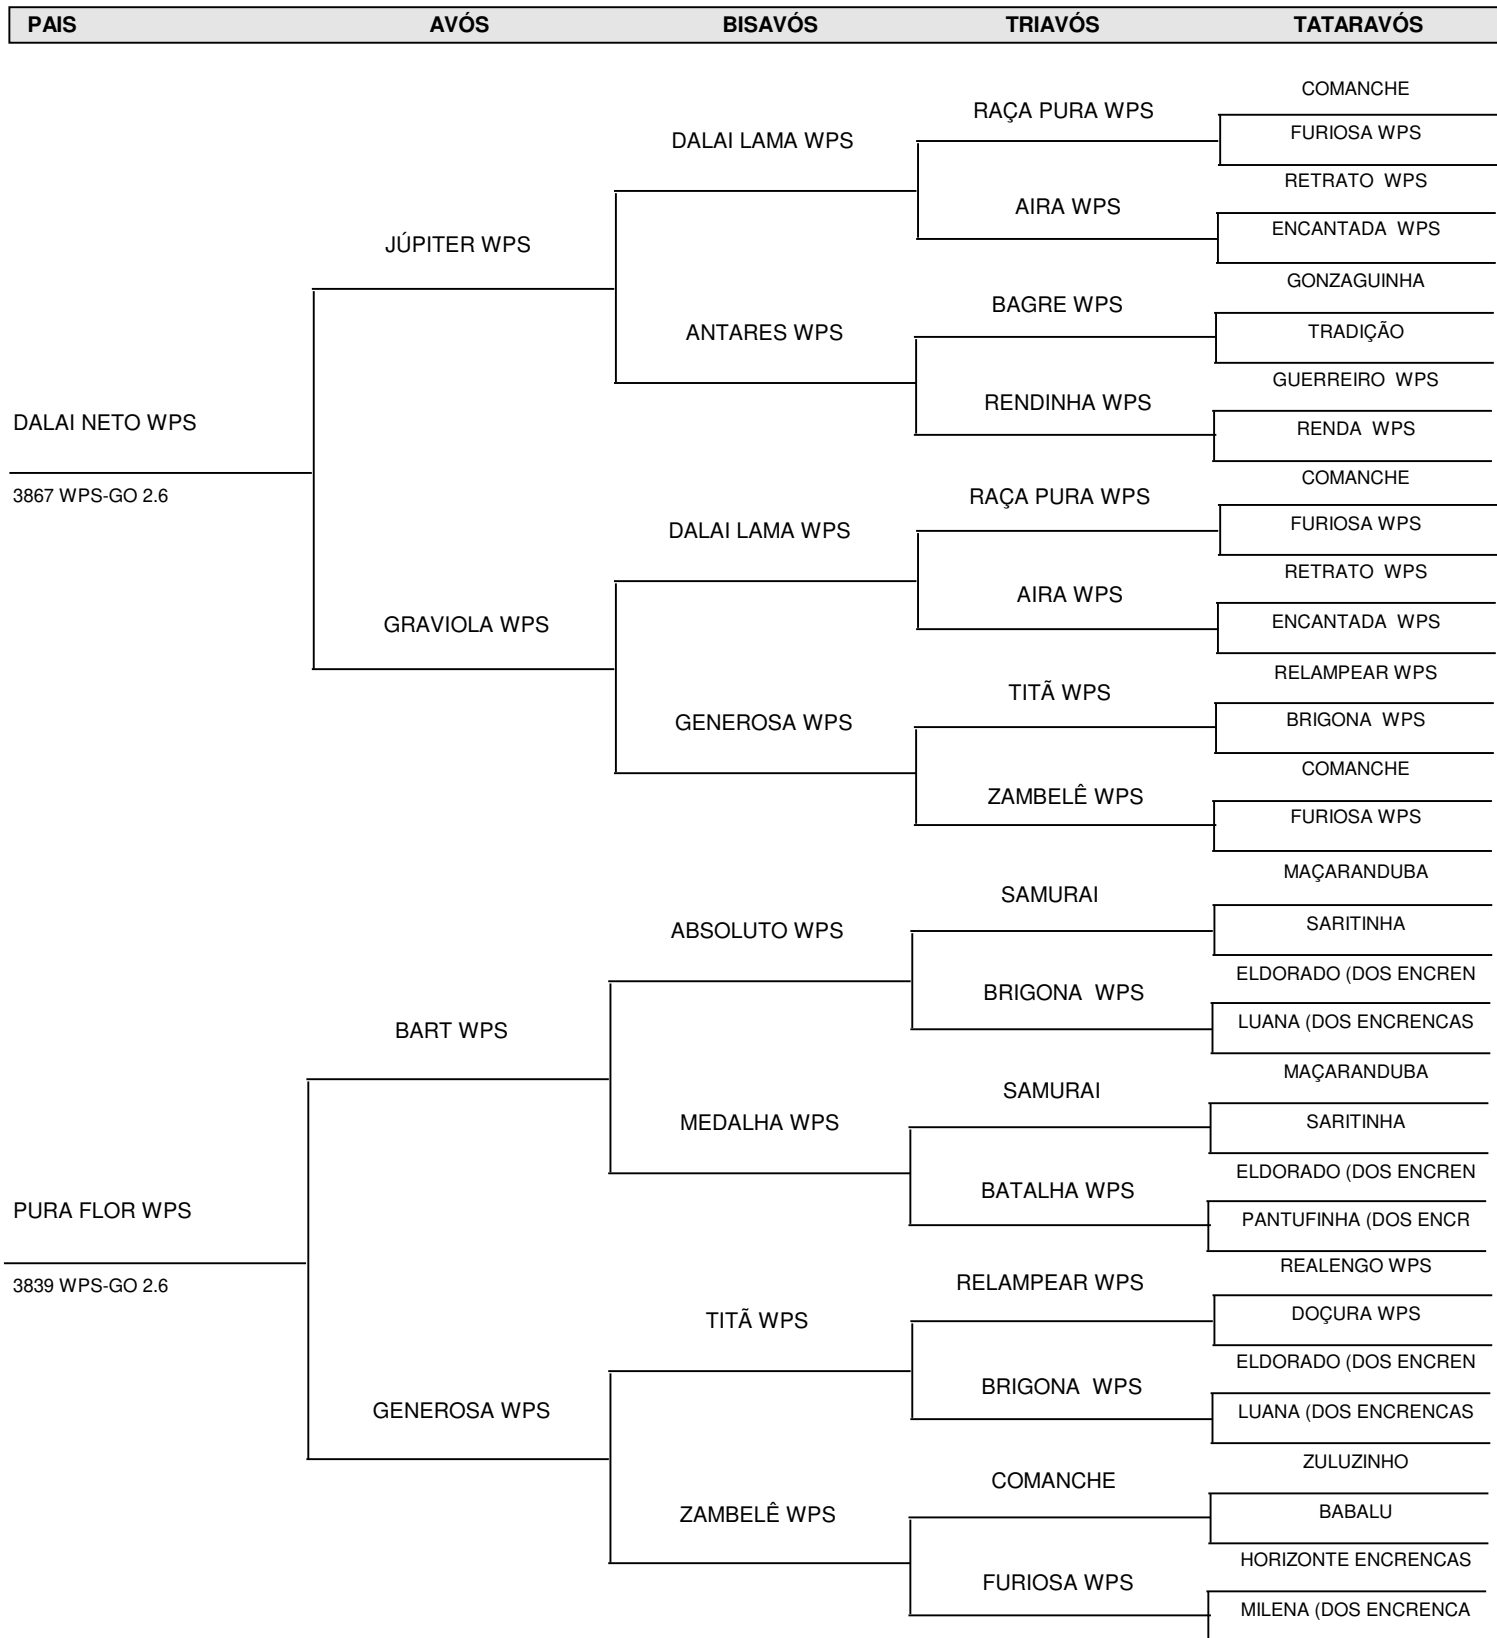 PAIS AVÓS BISAVÓS TRIAVÓS TATARAVÓS
COMANCHE
RAÇA PURA WPS
FURIOSA WPS
DALAI LAMA WPS
RETRATO WPS
AIRA WPS
ENCANTADA WPS
JÚPITER WPS
GONZAGUINHA
BAGRE WPS
TRADIÇÃO
ANTARES WPS
GUERREIRO WPS
RENDINHA WPS
RENDA WPS
DALAI NETO WPS
3867 WPS-GO 2.6
COMANCHE
RAÇA PURA WPS
FURIOSA WPS
DALAI LAMA WPS
RETRATO WPS
AIRA WPS
ENCANTADA WPS
GRAVIOLA WPS
RELAMPEAR WPS
TITÃ WPS
BRIGONA WPS
GENEROSA WPS
COMANCHE
ZAMBELÊ WPS
FURIOSA WPS
MAÇARANDUBA
SAMURAI
SARITINHA
ABSOLUTO WPS
ELDORADO (DOS ENCREN
BRIGONA WPS
LUANA (DOS ENCRENCAS
BART WPS
MAÇARANDUBA
SAMURAI
SARITINHA
MEDALHA WPS
ELDORADO (DOS ENCREN
BATALHA WPS
PANTUFINHA (DOS ENCR
PURA FLOR WPS
3839 WPS-GO 2.6
REALENGO WPS
RELAMPEAR WPS
DOÇURA WPS
TITÃ WPS
ELDORADO (DOS ENCREN
BRIGONA WPS
LUANA (DOS ENCRENCAS
GENEROSA WPS
ZULUZINHO
COMANCHE
BABALU
ZAMBELÊ WPS
HORIZONTE ENCRENCAS
FURIOSA WPS
MILENA (DOS ENCRENCA